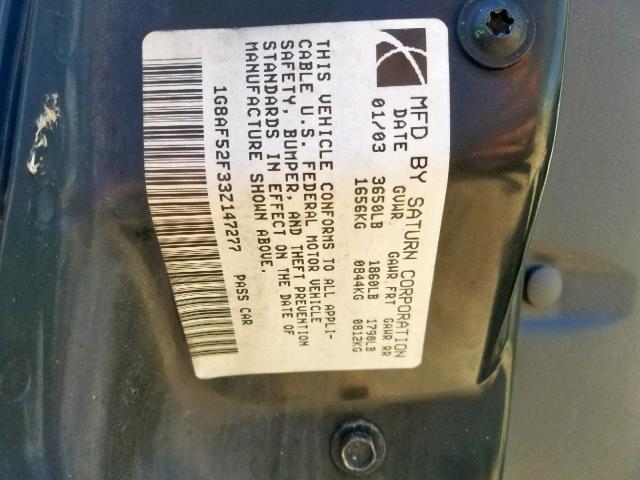 MFD BY SATURN CORPORATION
DATE GVWR GAWR FRT GAWR RR
01/03 3650LB 1860LB 1790LB
1656KG 0844KG 0812KG
THIS VEHICLE CONFORMS TO ALL APPLI-
CABLE U.S. FEDERAL MOTOR VEHICLE
SAFETY, BUMPER, AND THEFT PREVENTION
STANDARDS IN EFFECT ON THE DATE OF
MANUFACTURE SHOWN ABOVE.
1G8AF52F33Z147277 PASS CAR